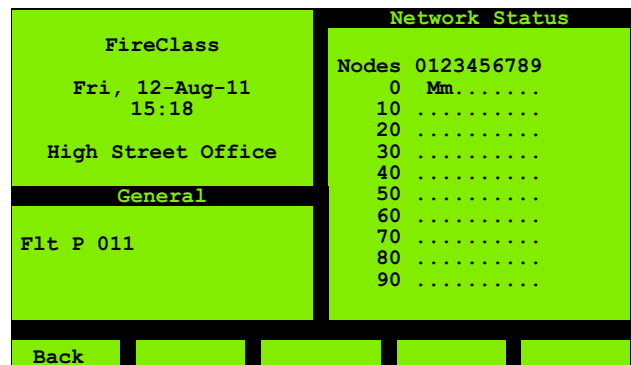 FireClass
Fri, 12-Aug-11
15:18
High Street Office
General
Flt P 011
Network Status
Nodes 0123456789
0 Mm.......
10 ..........
20 ..........
30 ..........
40 ..........
50 ..........
60 ..........
70 ..........
80 ..........
90 ..........
Back